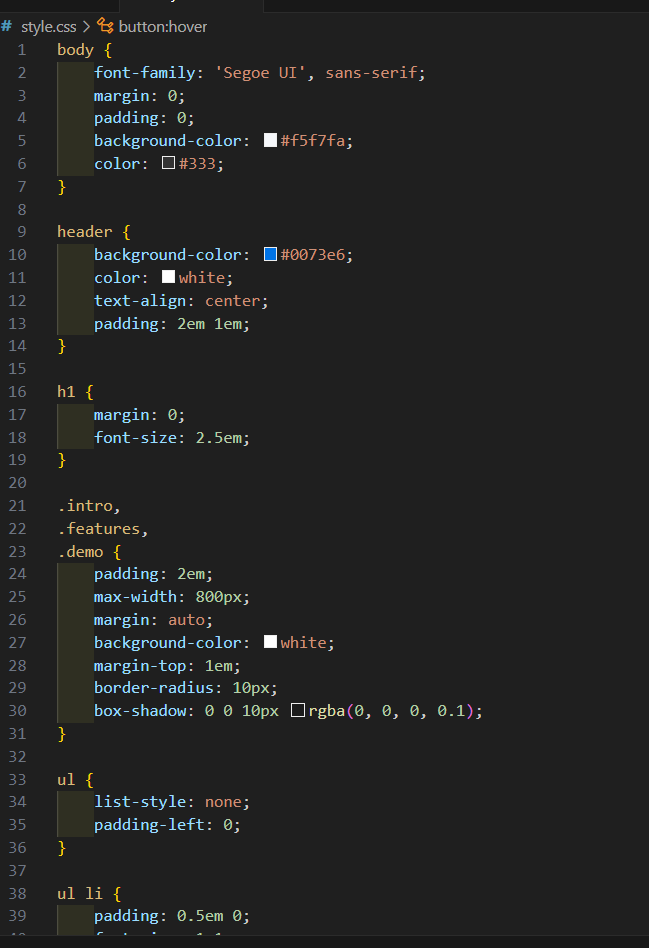 # style.css > button:hover
1 body {
2 font-family: 'Segoe UI', sans-serif;
3 margin: 0;
4 padding: 0;
5 background-color: #f5f7fa;
6 color: #333;
7 }
8
9 header {
10 background-color: #0073e6;
11 color: white;
12 text-align: center;
13 padding: 2em 1em;
14 }
15
16 h1 {
17 margin: 0;
18 font-size: 2.5em;
19 }
20
21 .intro,
22 .features,
23 .demo {
24 padding: 2em;
25 max-width: 800px;
26 margin: auto;
27 background-color: white;
28 margin-top: 1em;
29 border-radius: 10px;
30 box-shadow: 0 0 10px rgba(0, 0, 0, 0.1);
31 }
32
33 ul {
34 list-style: none;
35 padding-left: 0;
36 }
37
38 ul li {
39 padding: 0.5em 0;